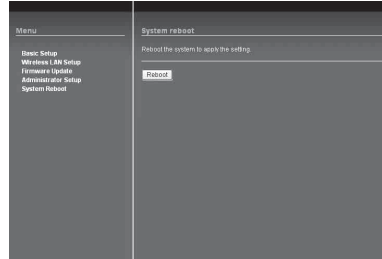 Menu
Basic Setup
Wireless LAN Setup
Firmware Update
Administrator Setup
System Reboot
System reboot
Reboot the system to apply the setting.
Reboot